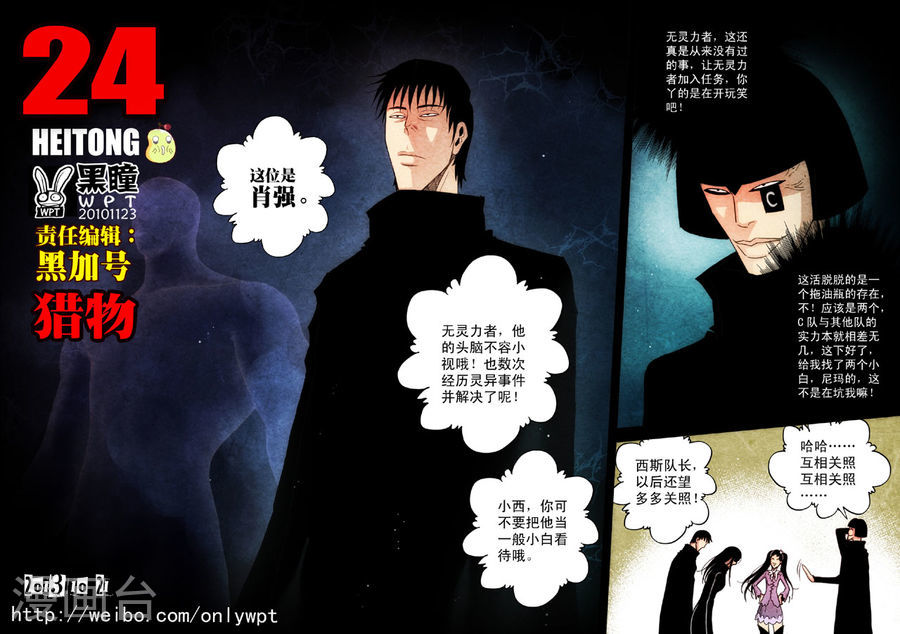 24
HEITONG
黑瞳
WPT
WPT
20101123
责任编辑：
黑加号
猎物
这位是
肖强。
无灵力者，他
的头脑不容小
视哦！也数次
经历灵异事件
并解决了呢！
小西，你可
不要把他当
一般小白看
待哦。
无灵力者，这还
真是从来没有过
的事，让无灵力
者加入任务，你
丫的是在开玩笑
吧！
C
这活脱脱的是一
个拖油瓶的存在，
不！应该是两个，
C队与其他队的
实力本就相差无
几，这下好了，
给我找了两个小
白，尼玛的，这
不是在坑我嘛！
西斯队长，
以后还望
多多关照！
哈哈……
互相关照
互相关照
……
2013 10 21
漫画台
http://weibo.com/onlywpt